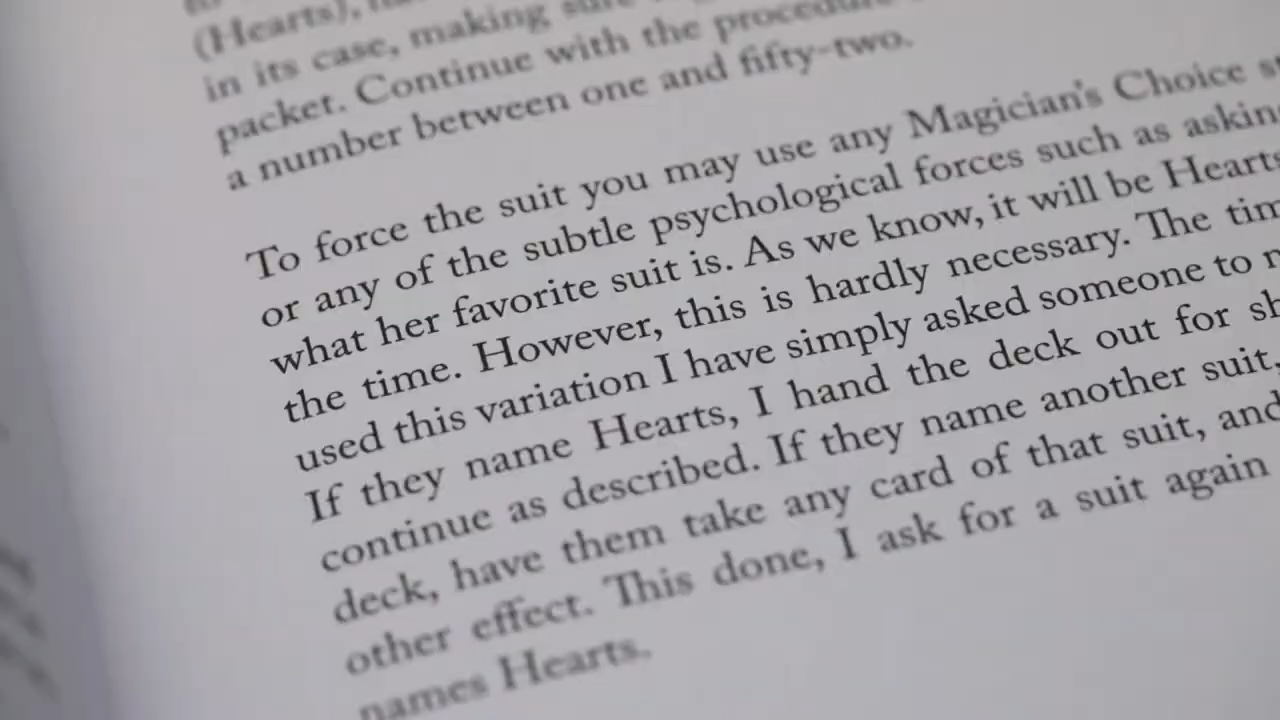 (Hearts),
in its case, making sure
packet. Continue with the procedure
a number between one and fifty-two.
To force the suit you may use any Magician's Choice
or any of the subtle psychological forces such as
what her favorite suit is. As we know, it will be Hearts
the time. However, this is hardly necessary. The
used this variation I have simply asked someone to
If they name Hearts, I hand the deck out for
continue as described. If they name another suit,
deck, have them take any card of that suit, and
other effect. This done, I ask for a suit again
names Hearts.